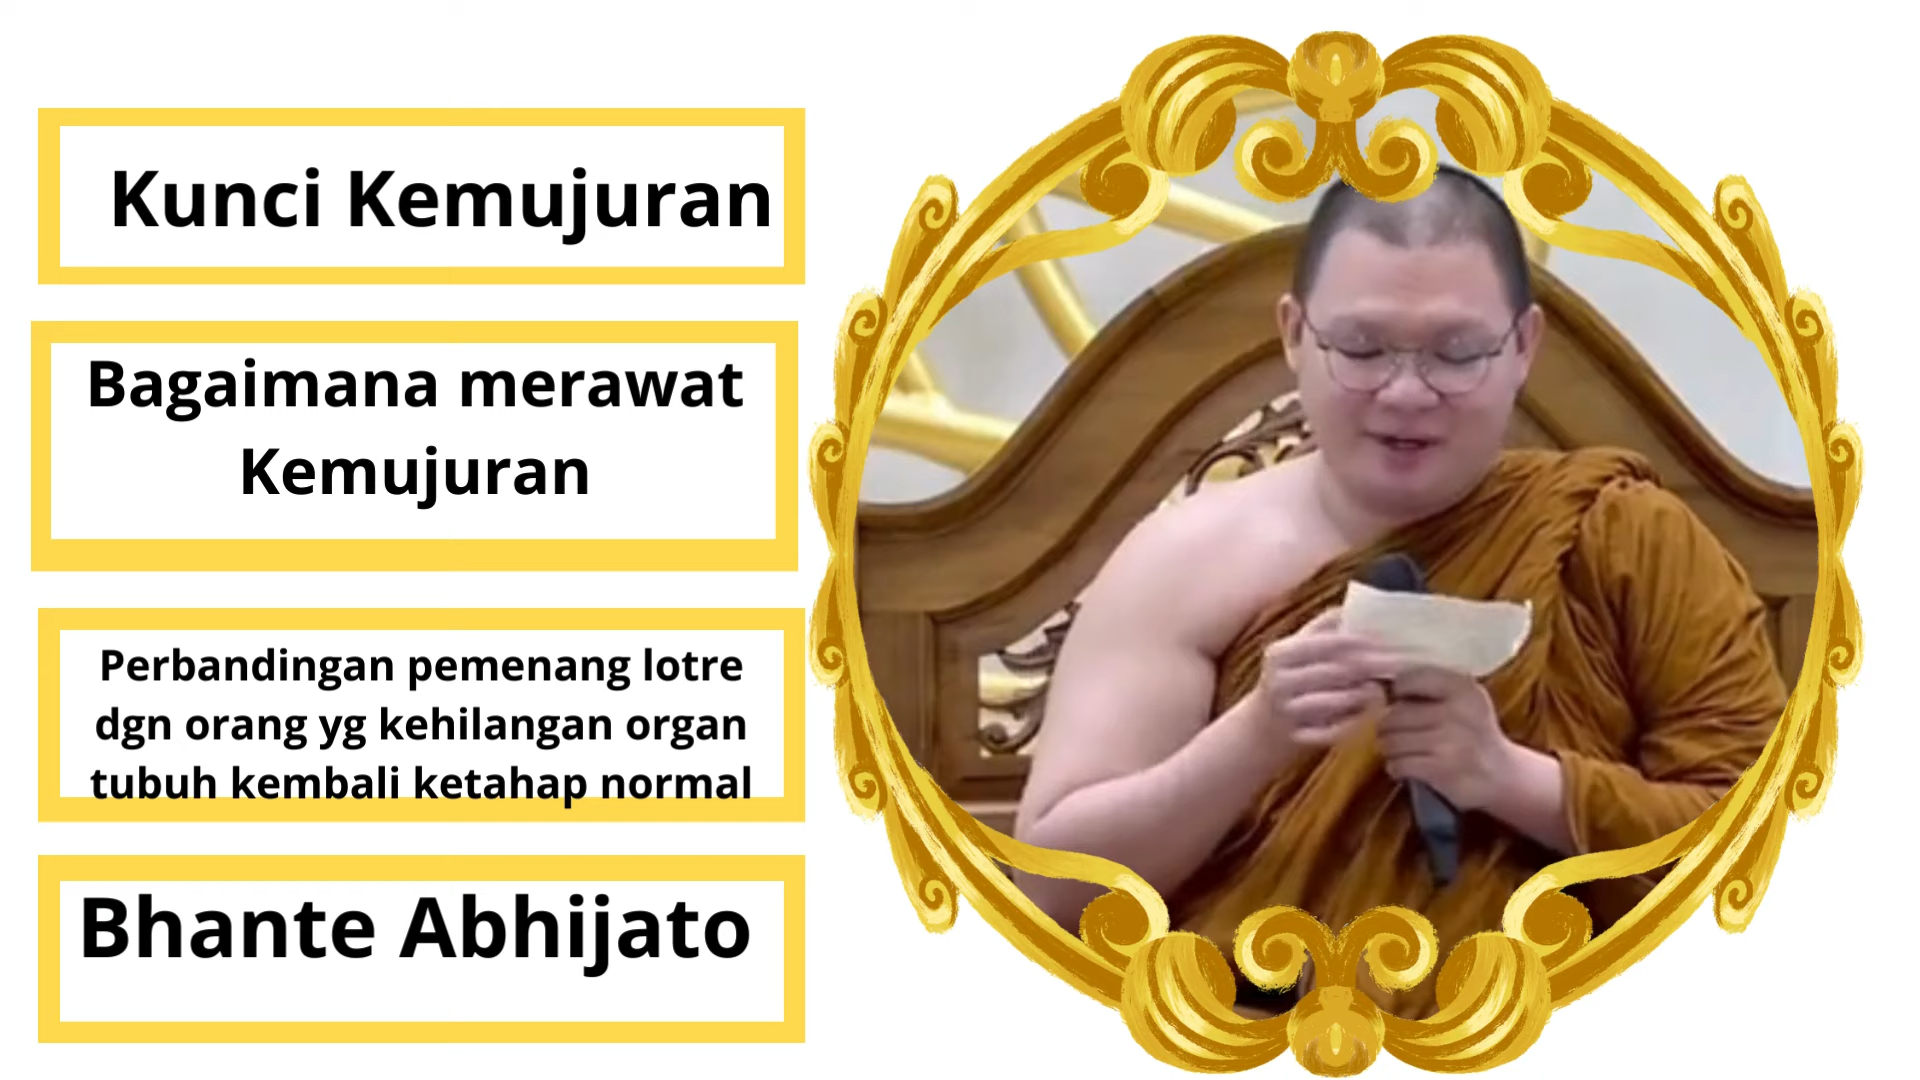 Kunci Kemujuran
Bagaimana merawat
Kemujuran
Perbandingan pemenang lotre
dgn orang yg kehilangan organ
tubuh kembali ketahap normal
Bhante Abhijato